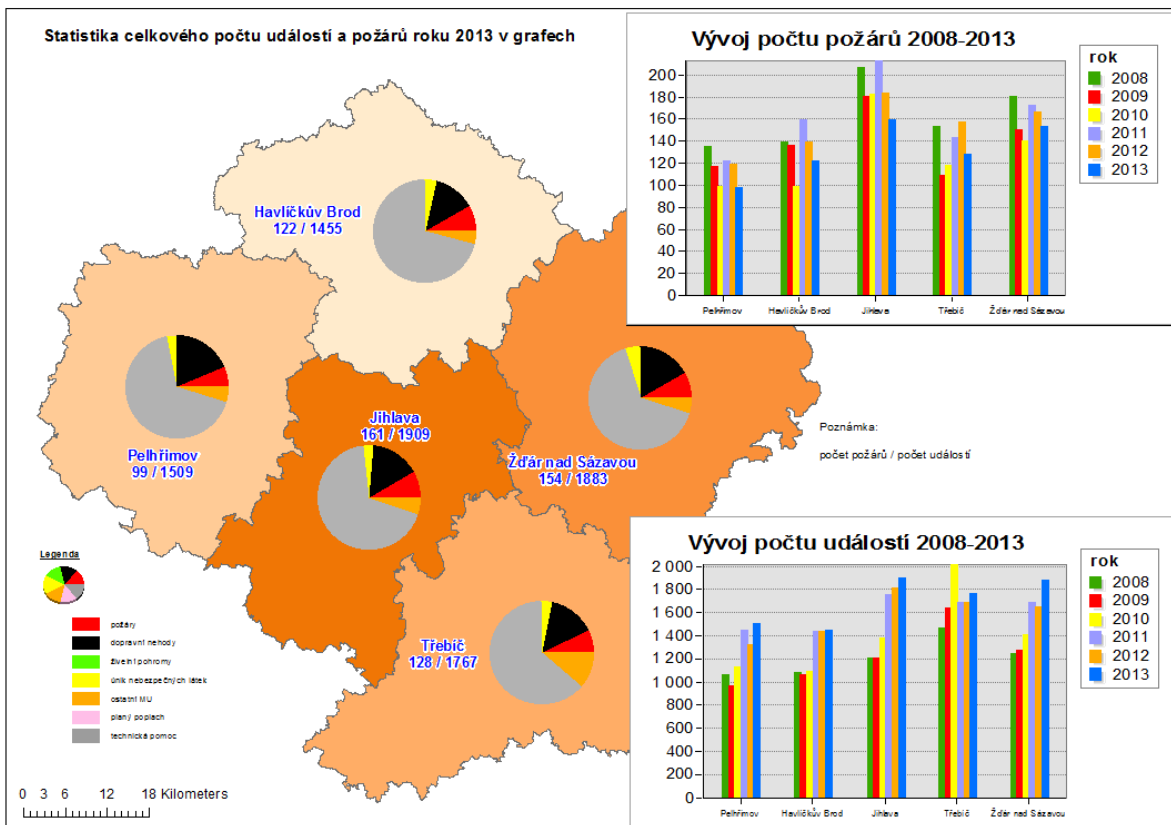 Statistika celkového počtu událostí a požárů roku 2013 v grafech
Havlíčkův Brod
122 / 1455
Pelhřimov
99 / 1509
Jihlava
161 / 1909
Žďár nad Sázavou
154 / 1883
Třebíč
128 / 1767
Poznámka:
počet požárů / počet událostí
Legenda
požáry
dopravní nehody
živelní pohromy
únik nebezpečných látek
ostatní MU
planý poplach
technická pomoc
0 3 6 12 18 Kilometers
Vývoj počtu požárů 2008-2013
200
180
160
140
120
100
80
60
40
20
0
Pelhřimov
Havlíčkův Brod
Jihlava
Třebíč
Žďár nad Sázavou
rok
2008
2009
2010
2011
2012
2013
Vývoj počtu událostí 2008-2013
2 000
1 800
1 600
1 400
1 200
1 000
800
600
400
200
0
Pelhřimov
Havlíčkův Brod
Jihlava
Třebíč
Žďár nad Sázavou
rok
2008
2009
2010
2011
2012
2013